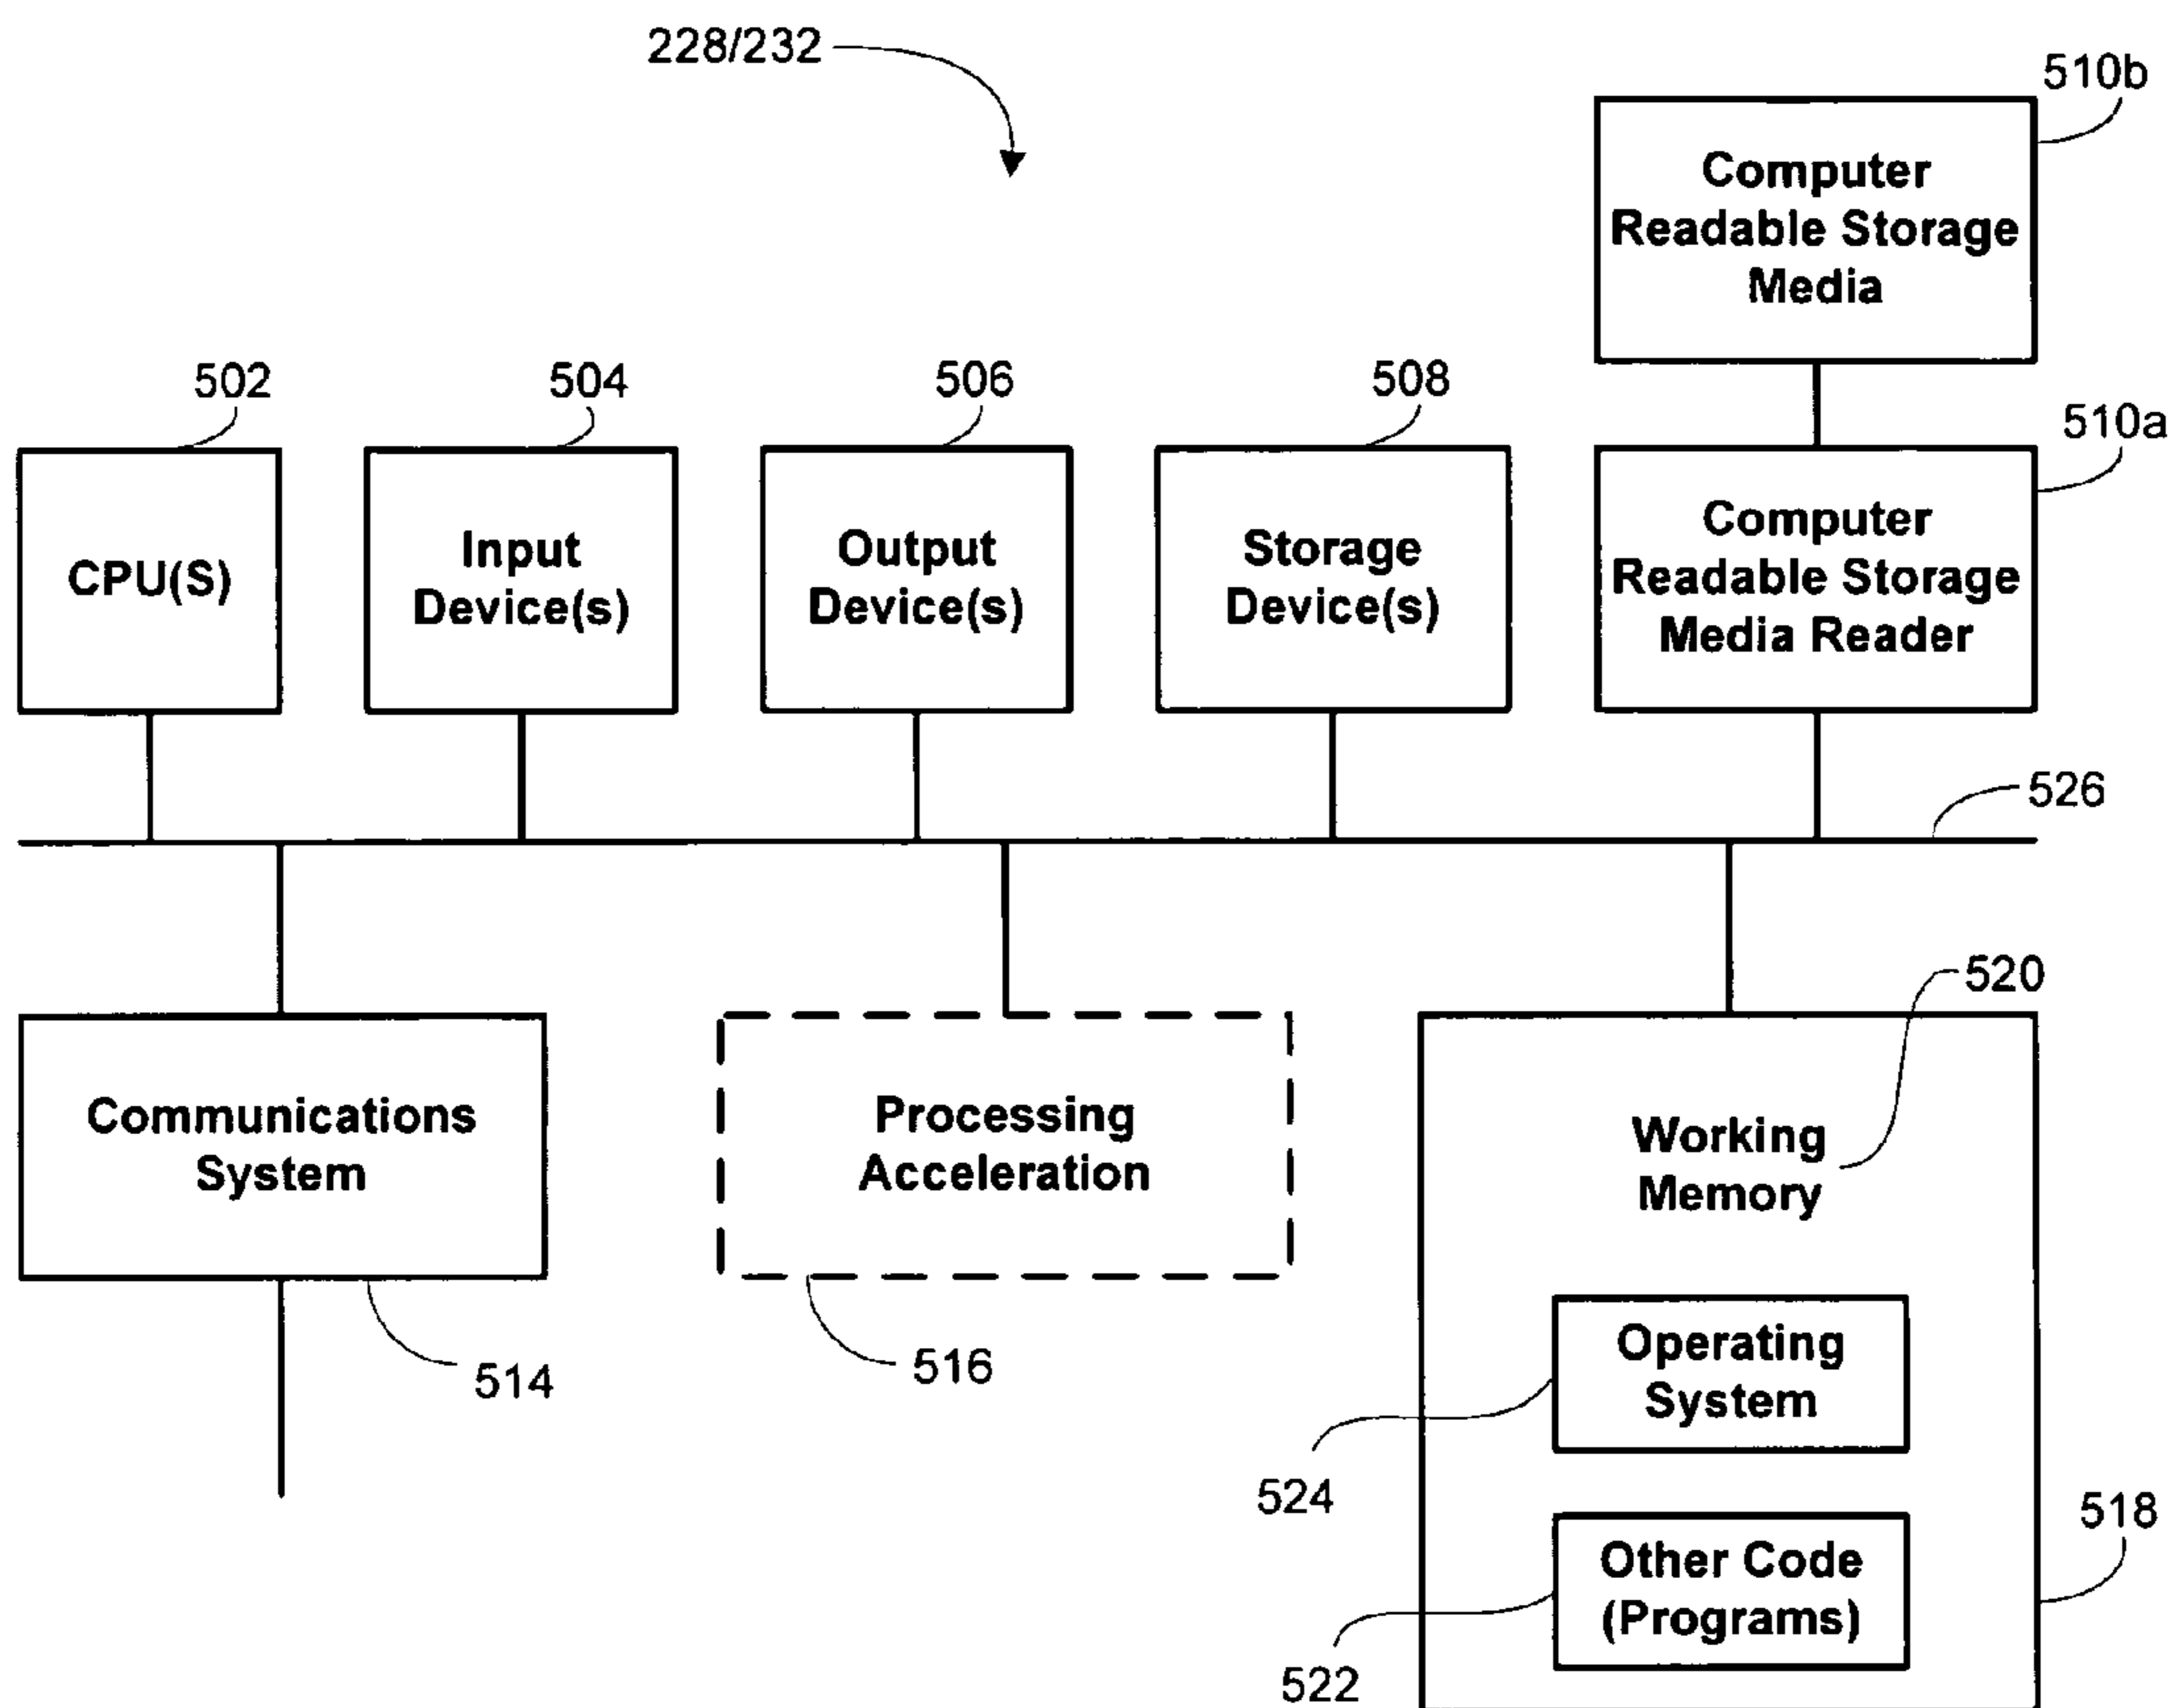 228/232
510b
Computer
Readable Storage
Media
502
504
506
508
510a
CPU(S)
Input
Device(s)
Output
Device(s)
Storage
Device(s)
Computer
Readable Storage
Media Reader
526
520
Communications
System
Processing
Acceleration
Working
Memory
514
516
Operating
System
524
518
Other Code
(Programs)
522